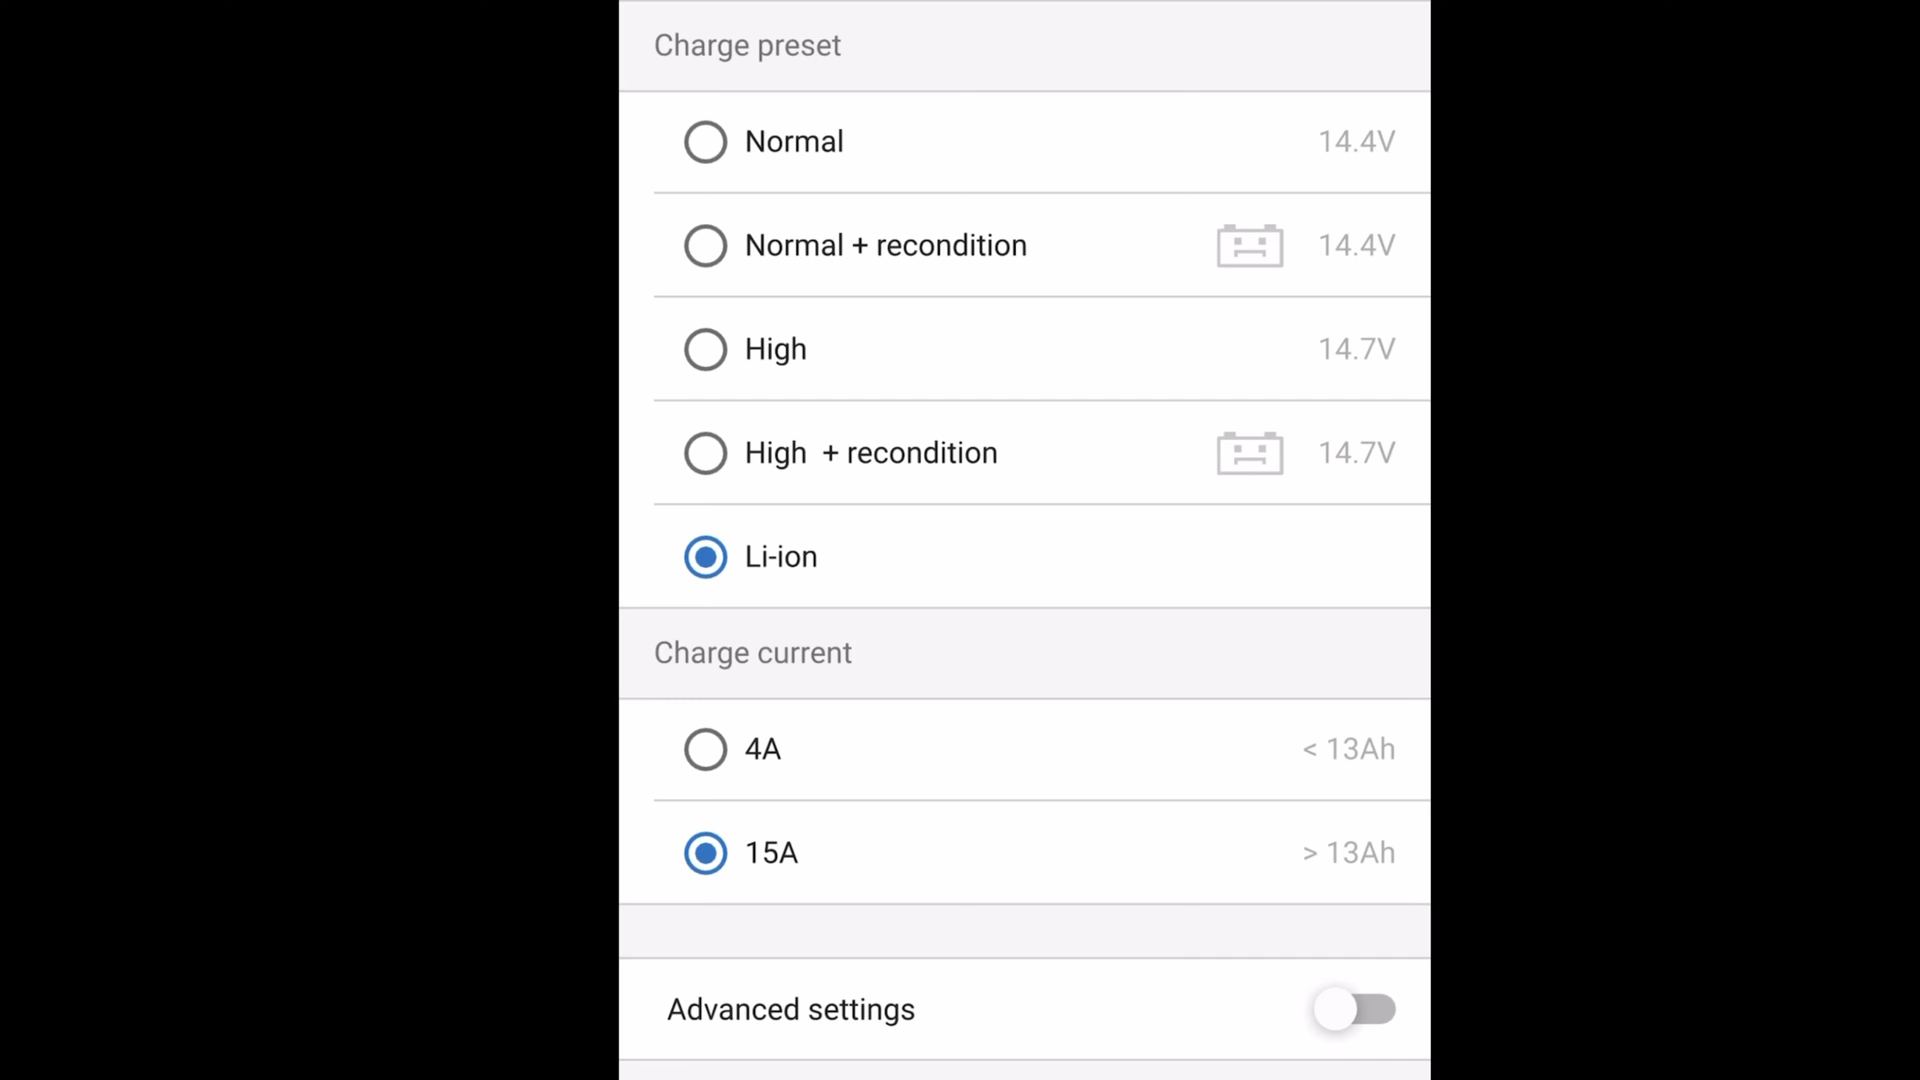 Charge preset
Normal 14.4V
Normal + recondition 14.4V
High 14.7V
High + recondition 14.7V
Li-ion
Charge current
4A < 13Ah
15A > 13Ah
Advanced settings